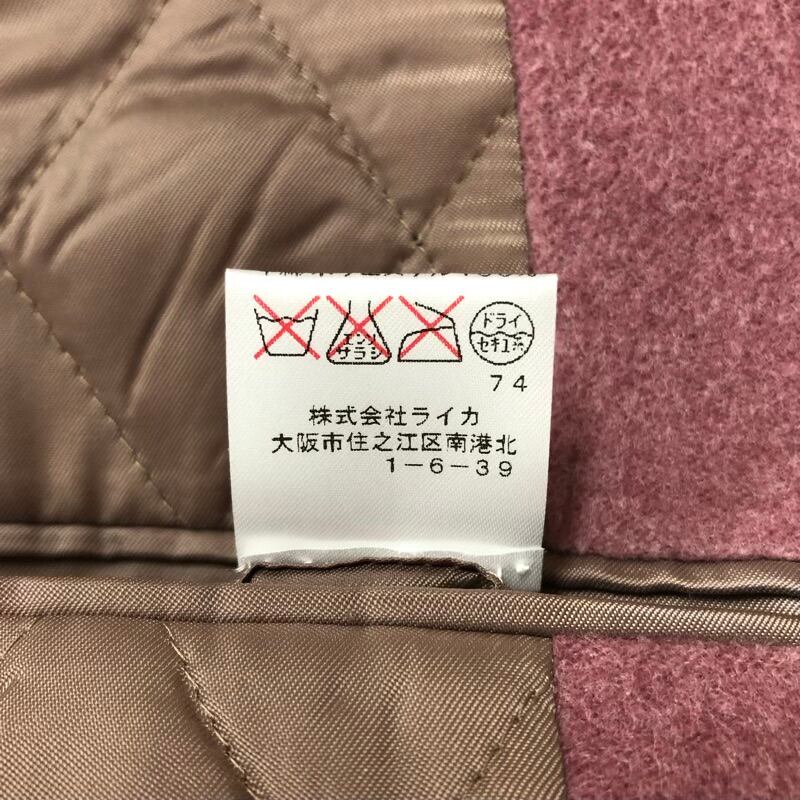 エンソ
サラシ
ドライ
セキユ系
74
株式会社ライカ
大阪市住之江区南港北
1-6-39